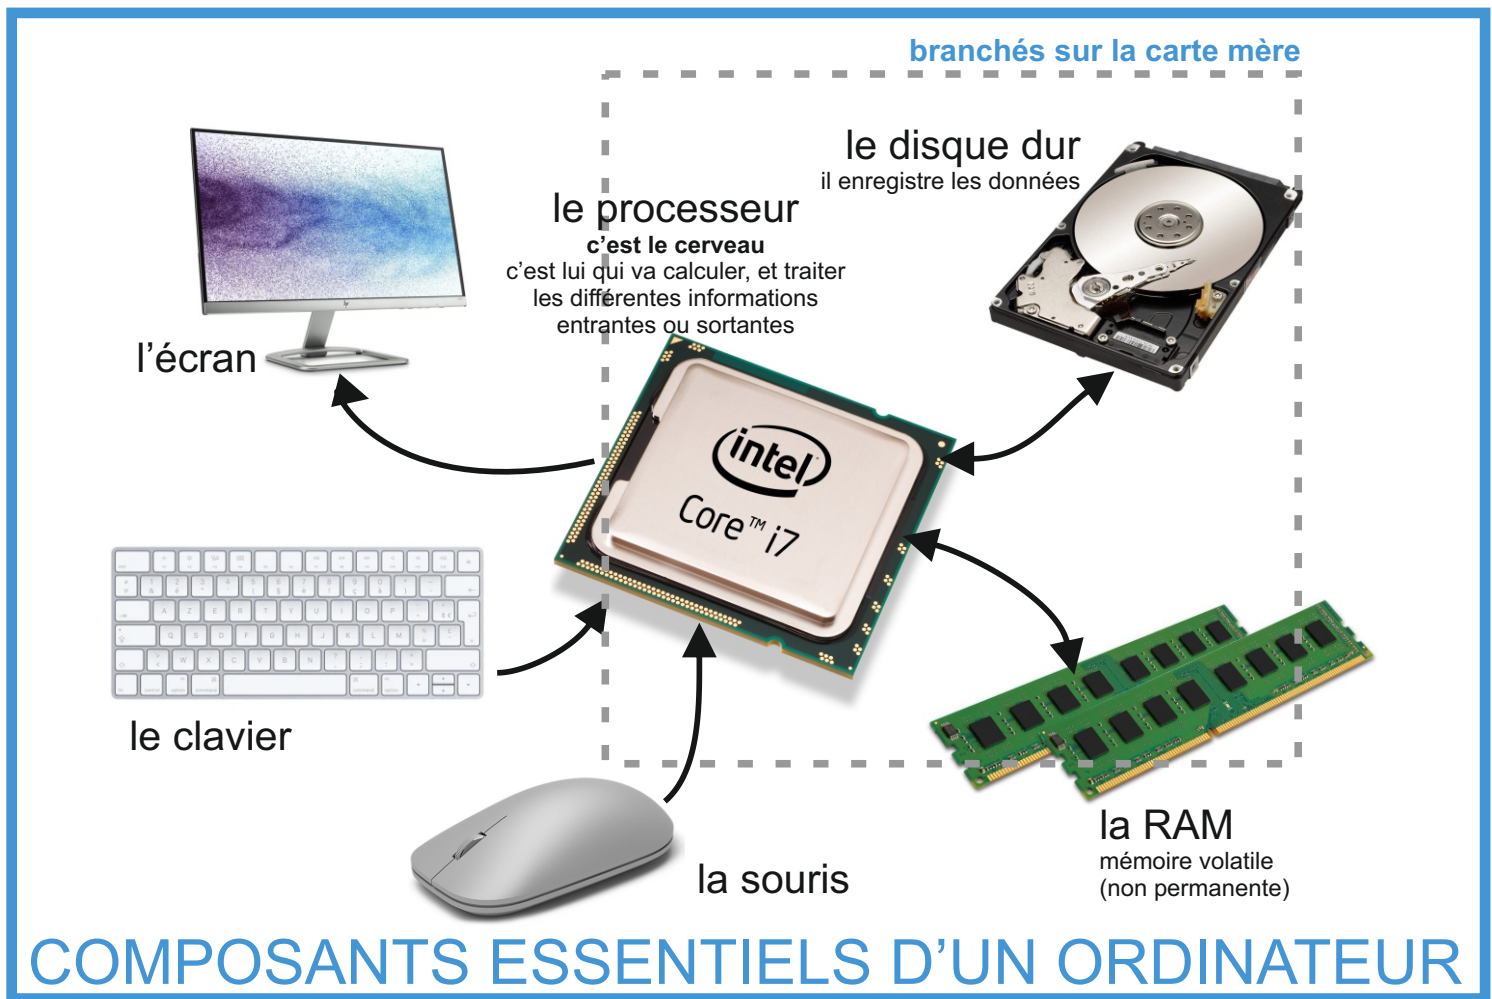 branchés sur la carte mère
le disque dur
il enregistre les données
le processeur
c'est le cerveau
c'est lui qui va calculer, et traiter
les différentes informations
entrantes ou sortantes
l'écran
intel
Core™ i7
le clavier
la souris
la RAM
mémoire volatile
(non permanente)
COMPOSANTS ESSENTIELS D'UN ORDINATEUR